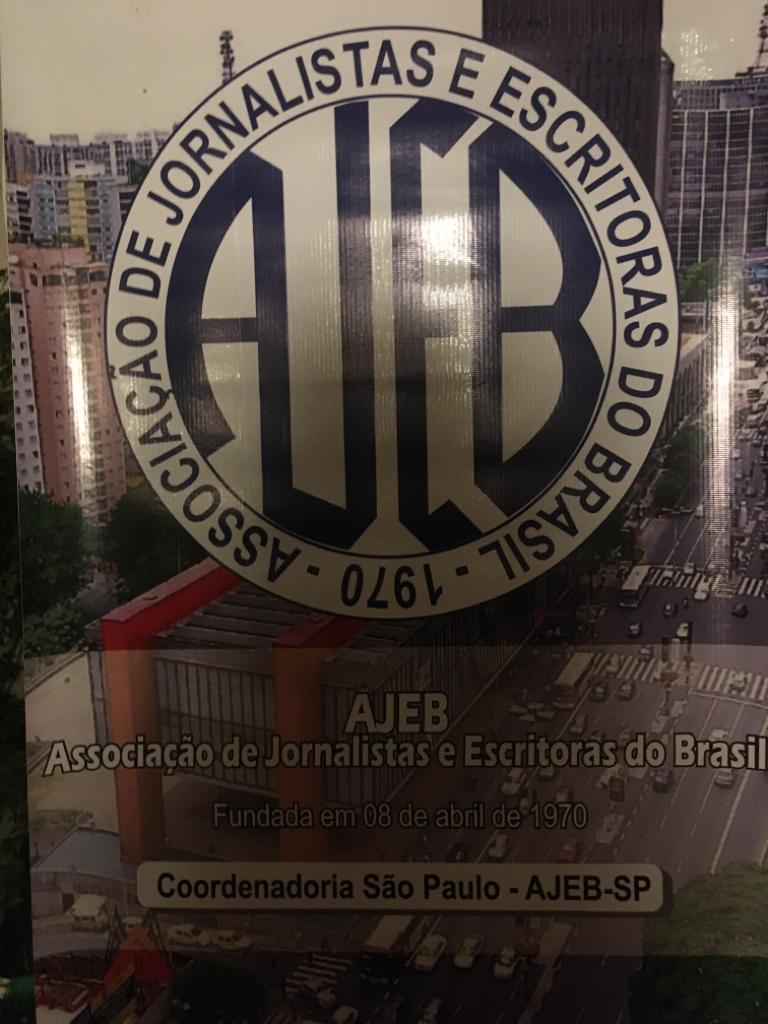 ASSOCIAÇÃO DE JORNALISTAS E ESCRITORAS DO BRASIL - 1970 -
AJEB
AJEB
Associação de Jornalistas e Escritoras do Brasil
Fundada em 08 de abril de 1970
Coordenadoria São Paulo - AJEB-SP